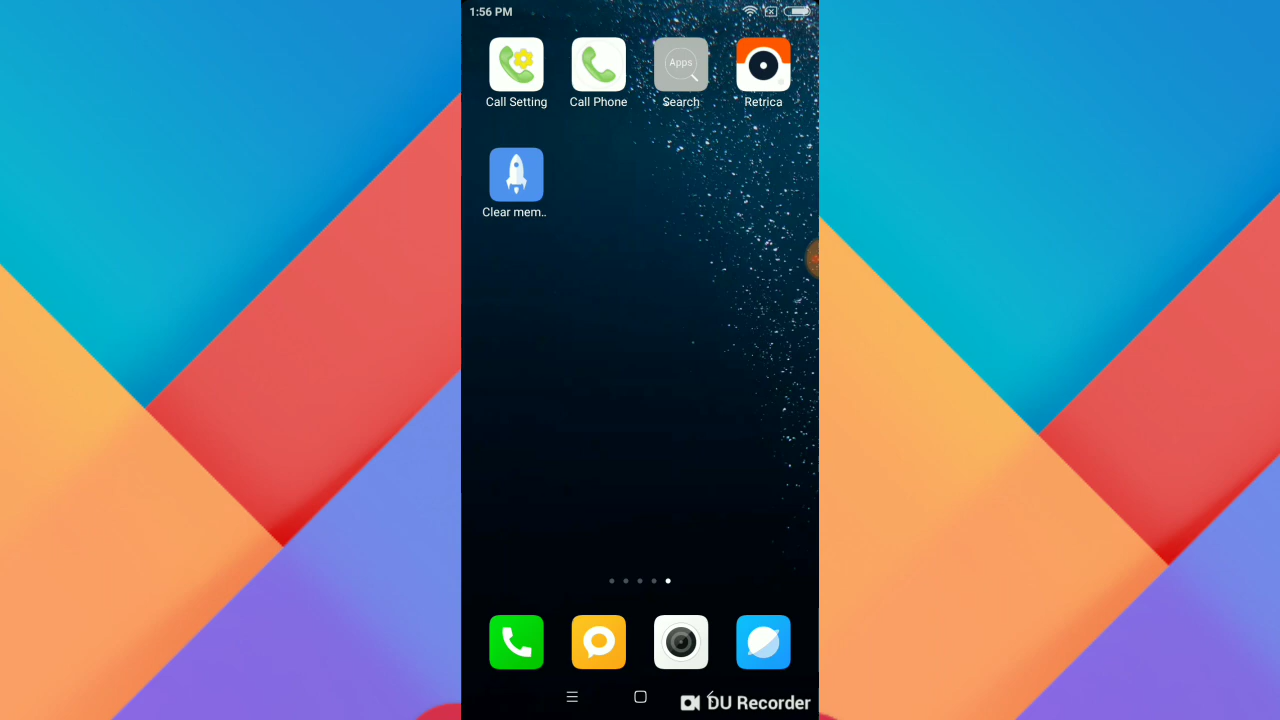 1:56 PM
Call Setting
Call Phone
Apps
Search
Retrica
Clear mem..
DU Recorder